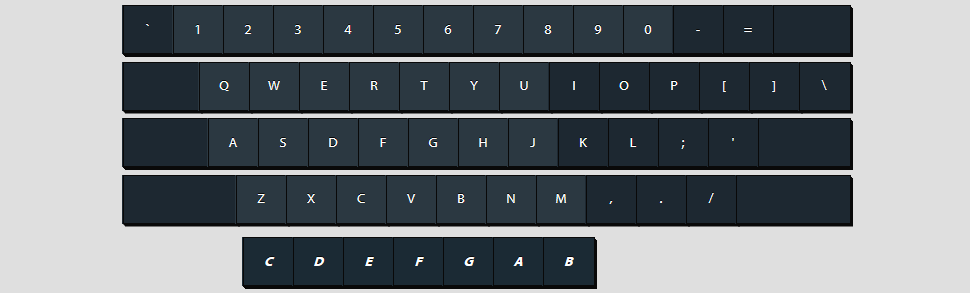 ` 1 2 3 4 5 6 7 8 9 0 - =
Q W E R T Y U I O P [ ] \
A S D F G H J K L ; '
Z X C V B N M , . /
C D E F G A B